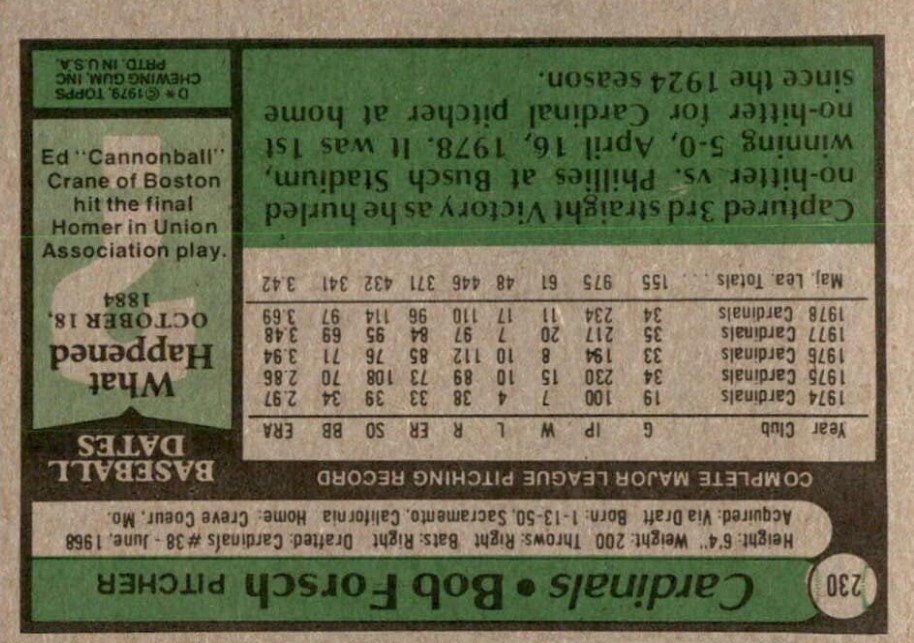 230
Cardinals • Bob Forsch PITCHER
Height: 6'4" Weight: 200 Throws: Right Bats: Right Drafted: Cardinals #38 - June, 1968
Acquired: Via Draft Born: 1-13-50, Sacramento, California Home: Creve Coeur, Mo.
COMPLETE MAJOR LEAGUE PITCHING RECORD
Year Club G IP W L R ER SO BB ERA
1974 Cardinals 19 100 7 4 38 33 39 34 2.97
1975 Cardinals 34 230 15 10 89 73 108 70 2.86
1976 Cardinals 33 194 8 10 112 85 76 71 3.94
1977 Cardinals 35 217 20 7 97 84 95 69 3.48
1978 Cardinals 34 234 11 17 110 96 114 97 3.69
Maj. Lea. Totals .... 155 975 61 48 446 371 432 341 3.42
Captured 3rd straight Victory as he hurled
no-hitter vs. Phillies at Busch Stadium,
winning 5-0, April 16, 1978. It was 1st
no-hitter for Cardinal pitcher at home
since the 1924 season.
BASEBALL
DATES
What
Happened
OCTOBER 18,
1884
Ed "Cannonball"
Crane of Boston
hit the final
Homer in Union
Association play.
D* © 1979, TOPPS
CHEWING GUM, INC
PRTD. IN U.S.A.